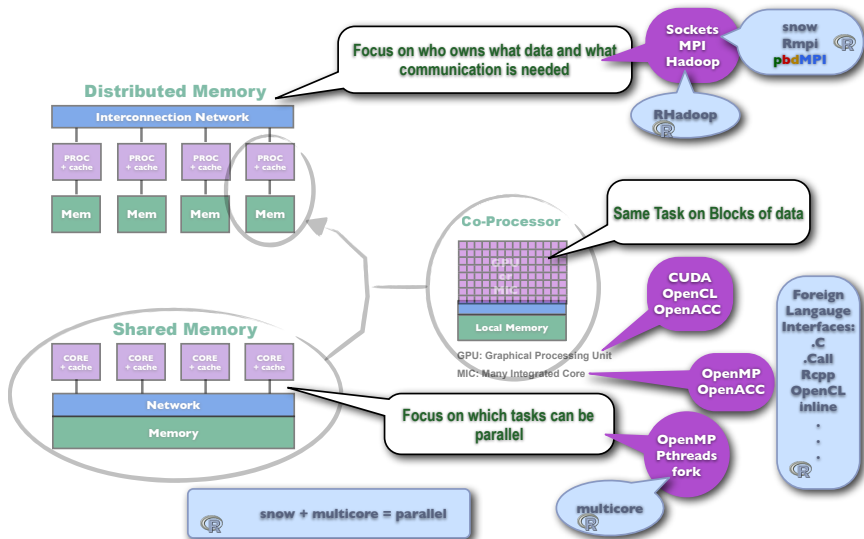 Focus on who owns what data and what
communication is needed
Sockets
MPI
Hadoop
snow
Rmpi
pbdMPI
R
RHadoop
R
Distributed Memory
Interconnection Network
PROC
+ cache
PROC
+ cache
PROC
+ cache
PROC
+ cache
Mem
Mem
Mem
Mem
Co-Processor
GPU
or
MIC
Local Memory
GPU: Graphical Processing Unit
MIC: Many Integrated Core
Same Task on Blocks of data
CUDA
OpenCL
OpenACC
OpenMP
OpenACC
Foreign
Langauge
Interfaces:
.C
.Call
Rcpp
OpenCL
inline
.
.
.
R
Shared Memory
CORE
+ cache
CORE
+ cache
CORE
+ cache
CORE
+ cache
Network
Memory
Focus on which tasks can be
parallel
OpenMP
Pthreads
fork
multicore
R
R
snow + multicore = parallel